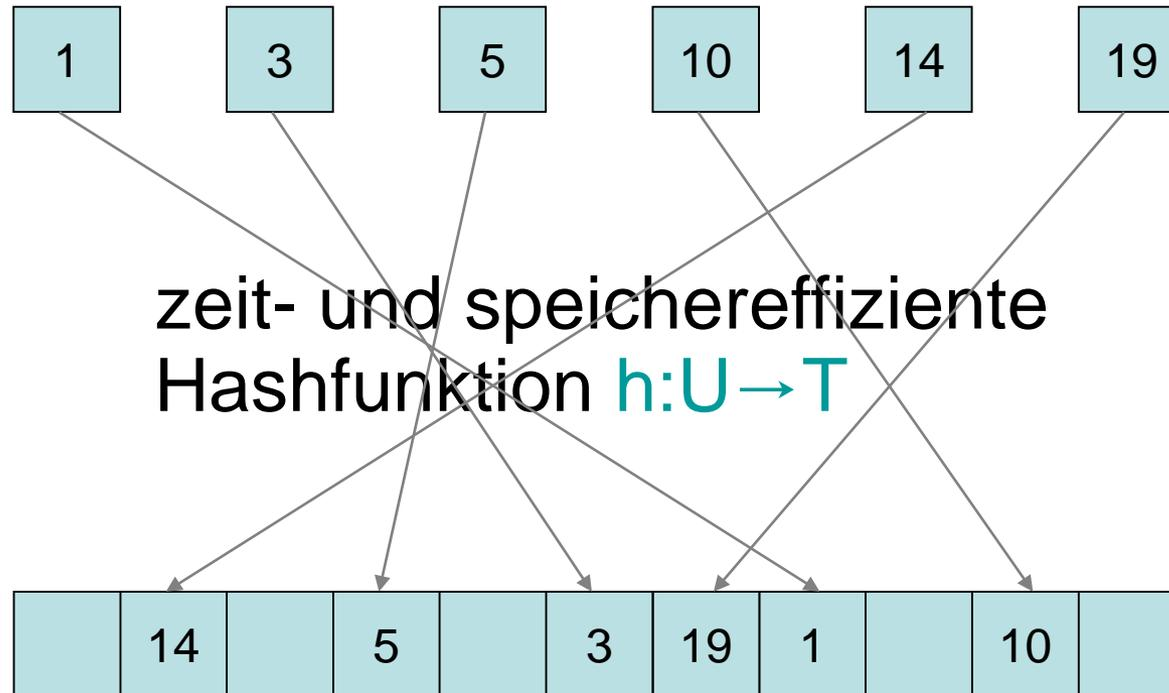 1 3 5 10 14 19
zeit- und speichereffiziente
Hashfunktion h:U→T
14 5 3 19 1 10